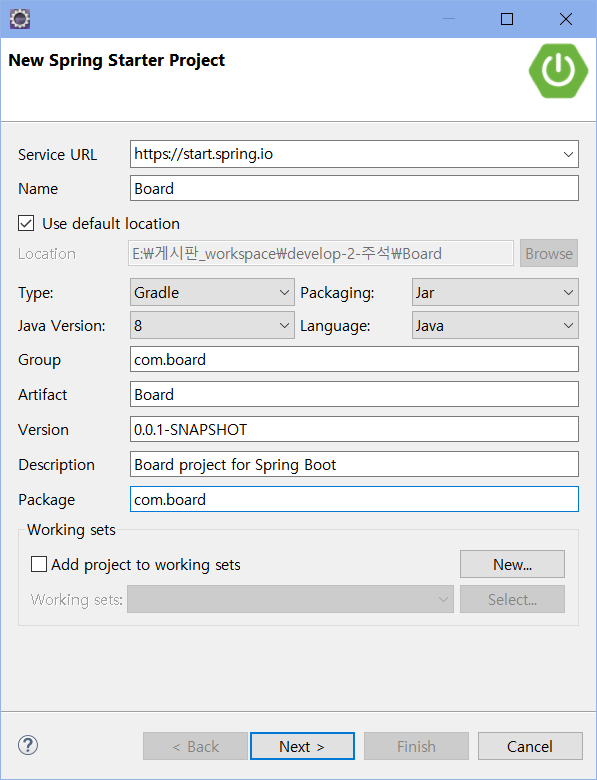 New Spring Starter Project
Service URL https://start.spring.io
Name Board
Use default location
Location E:₩게시판_workspace₩develop-2-주석₩Board Browse
Type: Gradle Packaging: Jar
Java Version: 8 Language: Java
Group com.board
Artifact Board
Version 0.0.1-SNAPSHOT
Description Board project for Spring Boot
Package com.board
Working sets
Add project to working sets New...
Working sets: Select...
? < Back Next > Finish Cancel